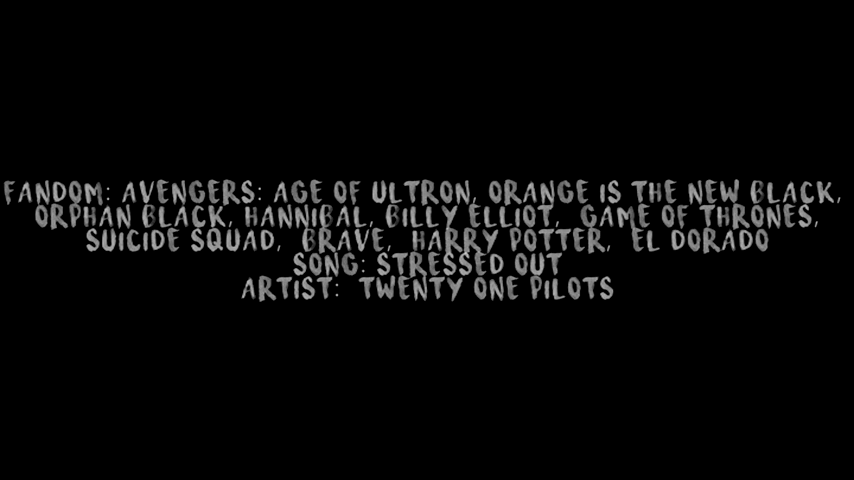 FANDOM: AVENGERS: AGE OF ULTRON, ORANGE IS THE NEW BLACK,
ORPHAN BLACK, HANNIBAL, BILLY ELLIOT, GAME OF THRONES,
SUICIDE SQUAD, BRAVE, HARRY POTTER, EL DORADO
SONG: STRESSED OUT
ARTIST: TWENTY ONE PILOTS